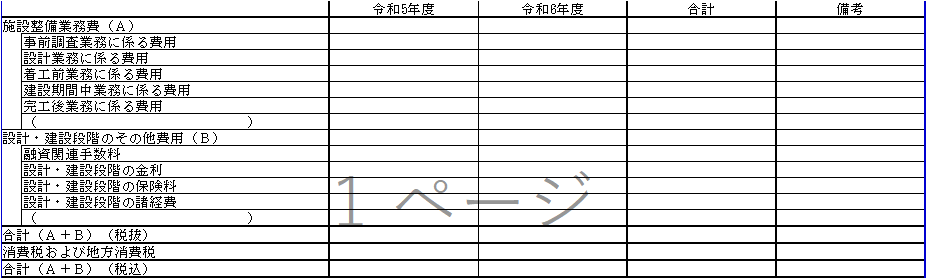 令和5年度 令和6年度 合計 備考
施設整備業務費（Ａ）
事前調査業務に係る費用
設計業務に係る費用
着工前業務に係る費用
建設期間中業務に係る費用
完工後業務に係る費用
（ ）
設計・建設段階のその他費用（Ｂ）
融資関連手数料
設計・建設段階の金利
設計・建設段階の保険料
設計・建設段階の諸経費
（ ）
1 ページ
合計（Ａ＋Ｂ）（税抜）
消費税および地方消費税
合計（Ａ＋Ｂ）（税込）